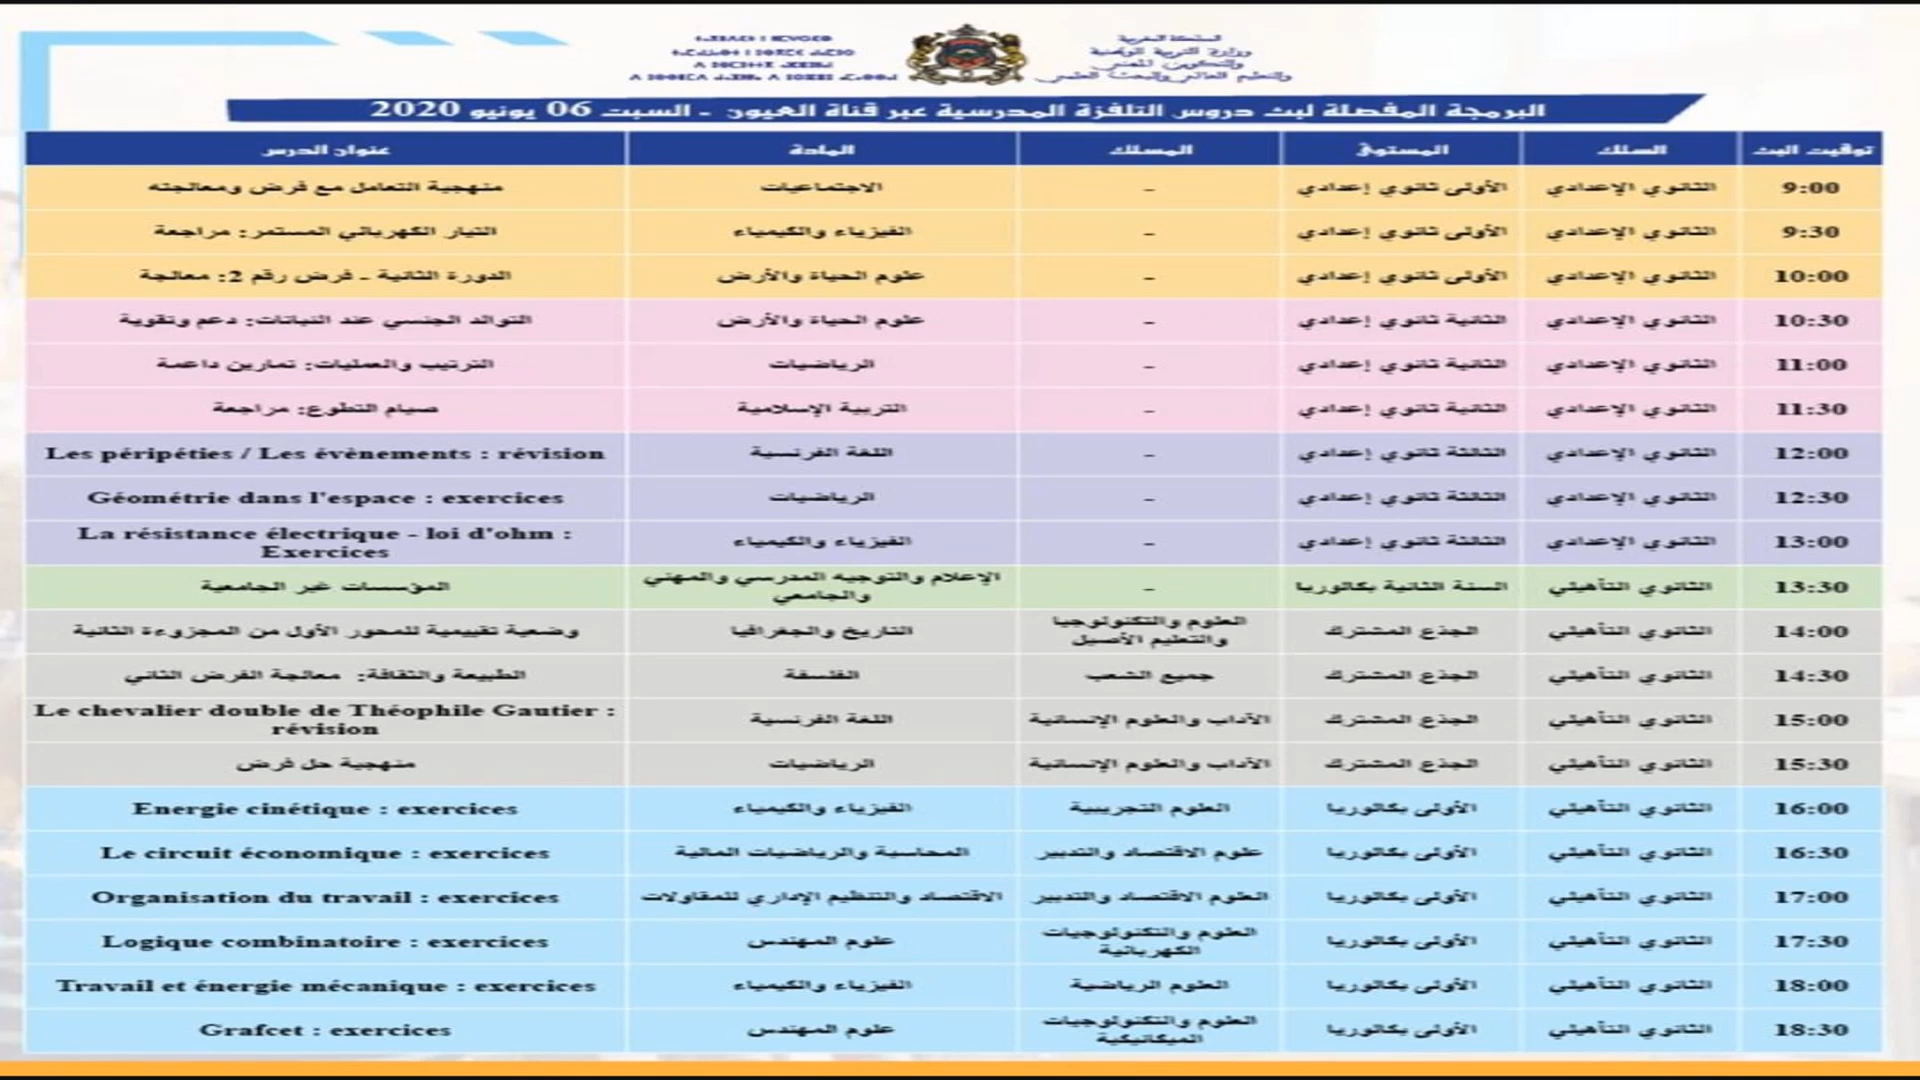 المملكة المغربية
وزارة التربية الوطنية
والتكوين المهني
والتعليم العالي والبحث العلمي
البرمجة المفصلة لبث دروس التلفزة المدرسية عبر قناة العيون - السبت 06 يونيو 2020
توقيت البث السلك المستوى المسلك المادة عنوان الدرس
9:00 الثانوي الإعدادي الأولى ثانوي إعدادي - الاجتماعيات منهجية التعامل مع فرض ومعالجته
9:30 الثانوي الإعدادي الأولى ثانوي إعدادي - الفيزياء والكيمياء التيار الكهربائي المستمر: مراجعة
10:00 الثانوي الإعدادي الأولى ثانوي إعدادي - علوم الحياة والأرض الدورة الثانية - فرض رقم 2: معالجة
10:30 الثانوي الإعدادي الثانية ثانوي إعدادي - علوم الحياة والأرض التوالد الجنسي عند النباتات: دعم وتقوية
11:00 الثانوي الإعدادي الثانية ثانوي إعدادي - الرياضيات الترتيب والعمليات: تمارين داعمة
11:30 الثانوي الإعدادي الثانية ثانوي إعدادي - التربية الإسلامية صيام التطوع: مراجعة
12:00 الثانوي الإعدادي الثالثة ثانوي إعدادي - اللغة الفرنسية Les péripéties / Les évènements : révision
12:30 الثانوي الإعدادي الثالثة ثانوي إعدادي - الرياضيات Géométrie dans l'espace : exercices
13:00 الثانوي الإعدادي الثالثة ثانوي إعدادي - الفيزياء والكيمياء La résistance électrique - loi d'ohm :
Exercices
13:30 الثانوي التأهيلي السنة الثانية بكالوريا - الإعلام والتوجيه المدرسي والمهني
والجامعي المؤسسات غير الجامعية
14:00 الثانوي التأهيلي الجذع المشترك العلوم والتكنولوجيا
والتعليم الأصيل التاريخ والجغرافيا وضعية تقييمية للمحور الأول من المجزوءة الثانية
14:30 الثانوي التأهيلي الجذع المشترك جميع الشعب الفلسفة الطبيعة والثقافة: معالجة الفرض الثاني
15:00 الثانوي التأهيلي الجذع المشترك الآداب والعلوم الإنسانية اللغة الفرنسية Le chevalier double de Théophile Gautier :
révision
15:30 الثانوي التأهيلي الجذع المشترك الآداب والعلوم الإنسانية الرياضيات منهجية حل فرض
16:00 الثانوي التأهيلي الأولى بكالوريا العلوم التجريبية الفيزياء والكيمياء Energie cinétique : exercices
16:30 الثانوي التأهيلي الأولى بكالوريا علوم الاقتصاد والتدبير المحاسبة والرياضيات المالية Le circuit économique : exercices
17:00 الثانوي التأهيلي الأولى بكالوريا العلوم الاقتصاد والتدبير الاقتصاد والتنظيم الإداري للمقاولات Organisation du travail : exercices
17:30 الثانوي التأهيلي الأولى بكالوريا العلوم والتكنولوجيات
الكهربائية علوم المهندس Logique combinatoire : exercices
18:00 الثانوي التأهيلي الأولى بكالوريا العلوم الرياضية الفيزياء والكيمياء Travail et énergie mécanique : exercices
18:30 الثانوي التأهيلي الأولى بكالوريا العلوم والتكنولوجيات
الميكانيكية علوم المهندس Grafcet : exercices